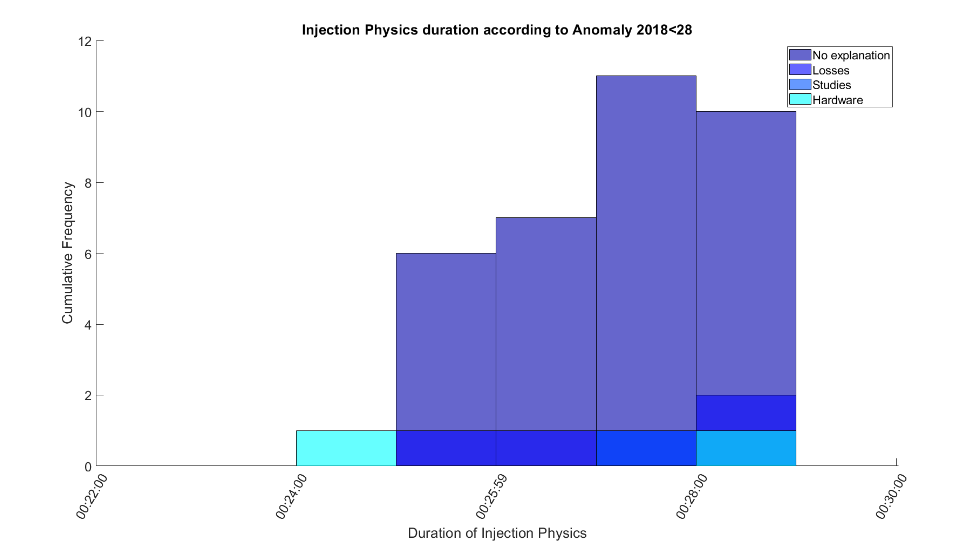 Injection Physics duration according to Anomaly 2018<28
No explanation
Losses
Studies
Hardware
12
10
8
6
4
2
0
Cumulative Frequency
00:22:00
00:24:00
00:25:59
00:28:00
00:30:00
Duration of Injection Physics